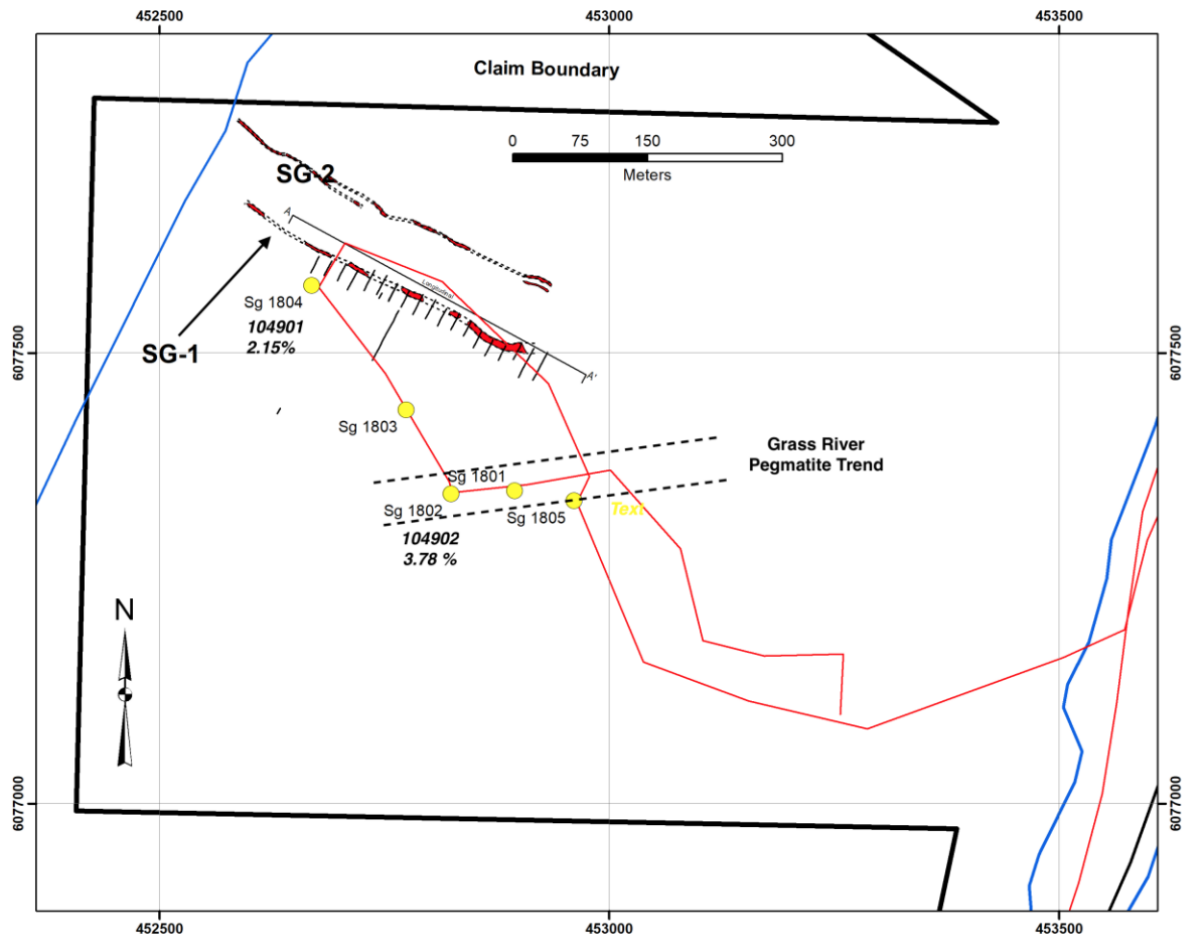 452500
453000
453500
Claim Boundary
0 75 150 300
Meters
SG-2
A
Longitudinal
Sg 1804
104901
2.15%
SG-1
6077500
6077500
A'
Sg 1803
Grass River
Pegmatite Trend
Sg 1801
Sg 1802
Sg 1805
Text
104902
3.78 %
N
6077000
6077000
452500
453000
453500